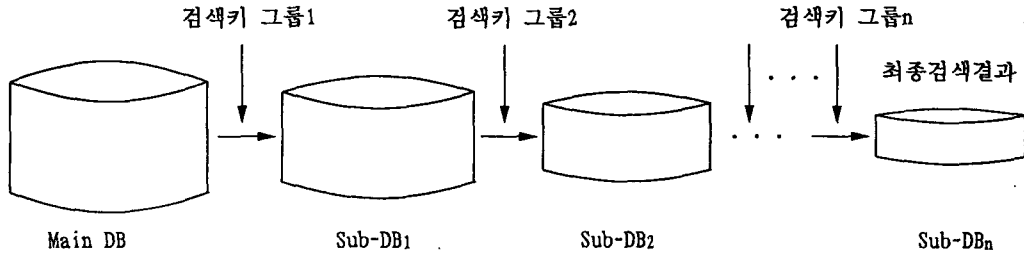 검색키 그룹1
검색키 그룹2
검색키 그룹n
. . .
최종검색결과
. . .
Main DB
Sub-DB1
Sub-DB2
Sub-DBn